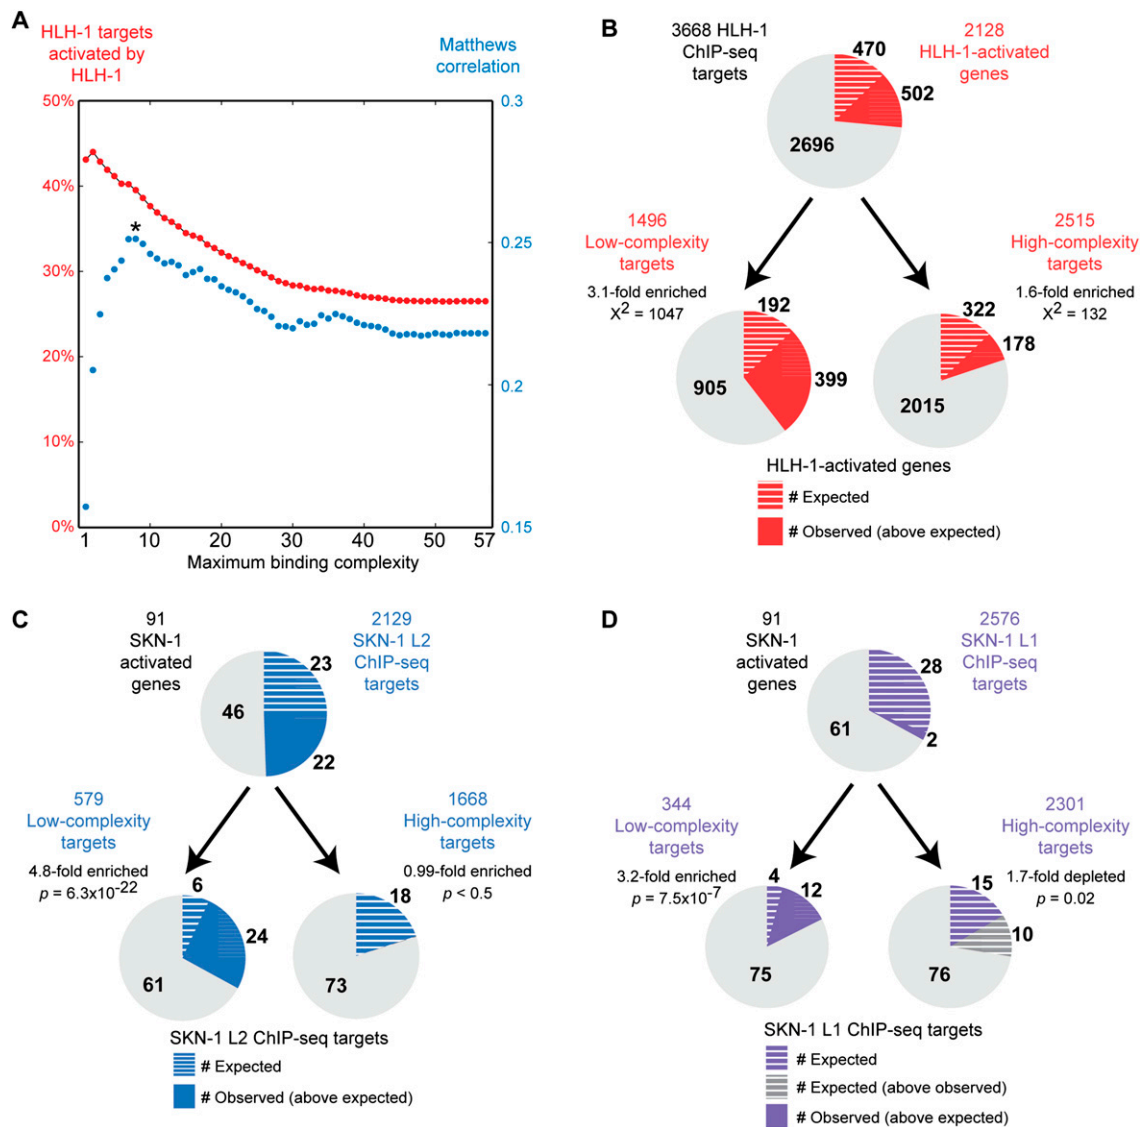 A
HLH-1 targets
activated by
HLH-1
Matthews
correlation
50%
40%
30%
20%
10%
0%
0.3
0.25
0.2
0.15
*
1
10
20
30
40
50
57
Maximum binding complexity
B
3668 HLH-1
ChIP-seq
targets
2128
HLH-1-activated
genes
470
502
2696
1496
Low-complexity
targets
3.1-fold enriched
X² = 1047
2515
High-complexity
targets
1.6-fold enriched
X² = 132
192
399
905
322
178
2015
HLH-1-activated genes
# Expected
# Observed (above expected)
C
91
SKN-1
activated
genes
2129
SKN-1 L2
ChIP-seq
targets
23
46
22
579
Low-complexity
targets
4.8-fold enriched
p = 6.3x10⁻²²
1668
High-complexity
targets
0.99-fold enriched
p < 0.5
6
24
61
18
73
SKN-1 L2 ChIP-seq targets
# Expected
# Observed (above expected)
D
91
SKN-1
activated
genes
2576
SKN-1 L1
ChIP-seq
targets
28
61
2
344
Low-complexity
targets
3.2-fold enriched
p = 7.5x10⁻⁷
2301
High-complexity
targets
1.7-fold depleted
p = 0.02
4
12
75
15
10
76
SKN-1 L1 ChIP-seq targets
# Expected
# Expected (above observed)
# Observed (above expected)